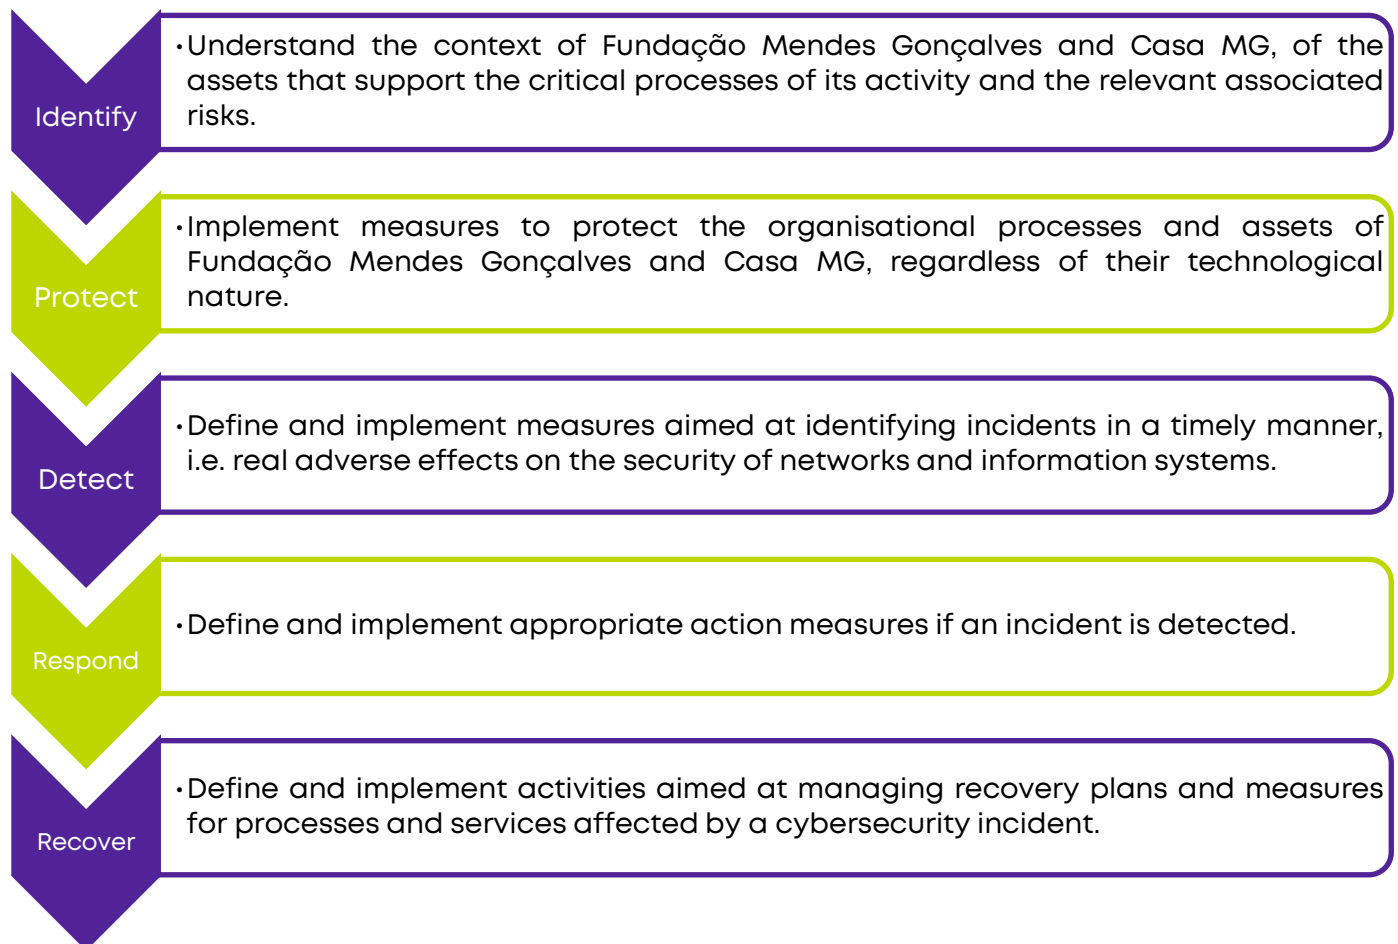 Identify
•Understand the context of Fundação Mendes Gonçalves and Casa MG, of the
assets that support the critical processes of its activity and the relevant associated
risks.
Protect
•Implement measures to protect the organisational processes and assets of
Fundação Mendes Gonçalves and Casa MG, regardless of their technological
nature.
Detect
•Define and implement measures aimed at identifying incidents in a timely manner,
i.e. real adverse effects on the security of networks and information systems.
Respond
•Define and implement appropriate action measures if an incident is detected.
Recover
•Define and implement activities aimed at managing recovery plans and measures
for processes and services affected by a cybersecurity incident.